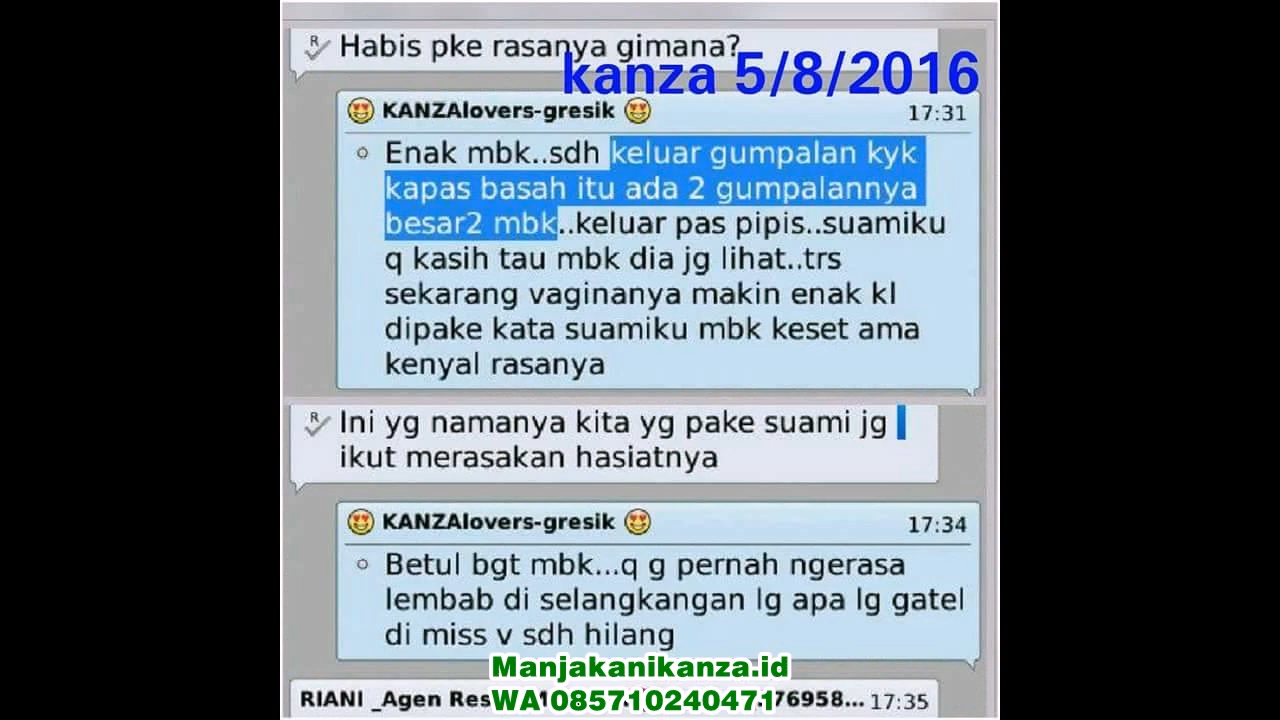 Habis pke rasanya gimana?
kanza 5/8/2016
KANZAlovers-gresik 17:31
Enak mbk..sdh keluar gumpalan kyk
kapas basah itu ada 2 gumpalannya
besar2 mbk..keluar pas pipis..suamiku
q kasih tau mbk dia jg lihat..trs
sekarang vaginanya makin enak kl
dipake kata suamiku mbk keset ama
kenyal rasanya
Ini yg namanya kita yg pake suami jg
ikut merasakan hasiatnya
KANZAlovers-gresik 17:34
Betul bgt mbk...q g pernah ngerasa
lembab di selangkangan lg apa lg gatel
di miss v sdh hilang
Manjakanikanza.id
RIANI _Agen Res 76958... 17:35
WA 085710240471